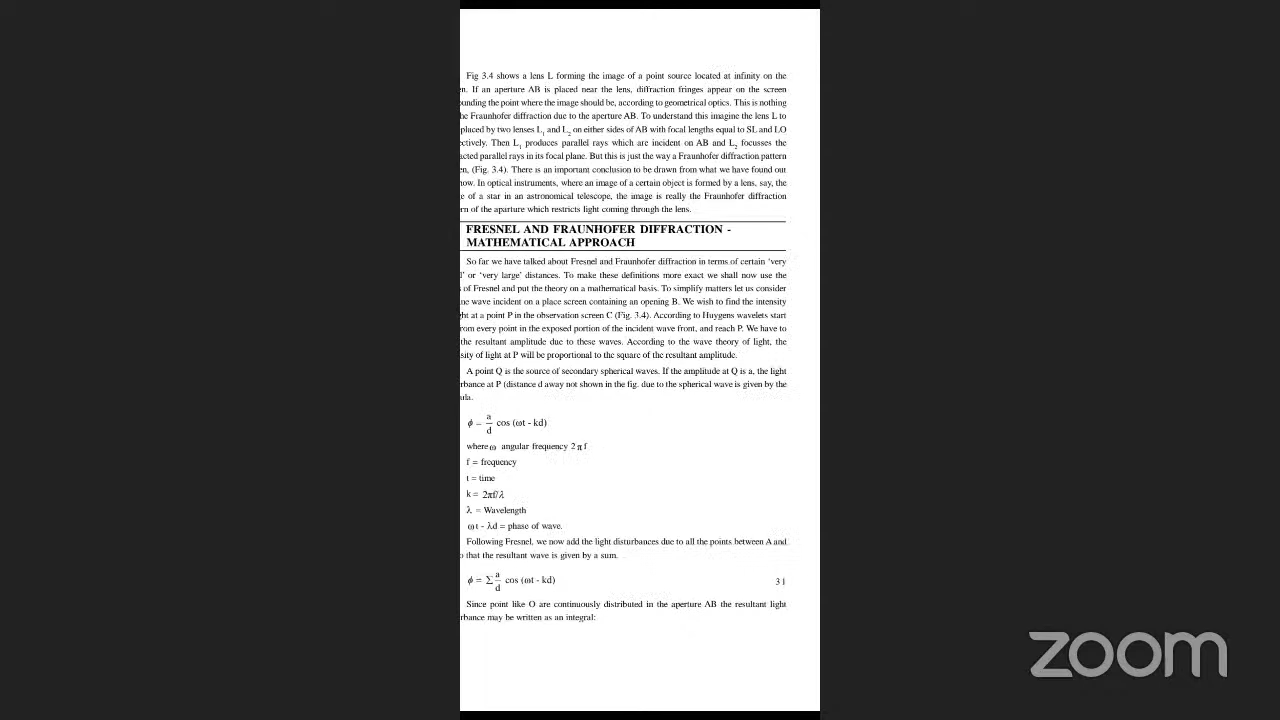 Fig 3.4 shows a lens L forming the image of a point source located at infinity on the
n. If an aperture AB is placed near the lens, diffraction fringes appear on the screen
ounding the point where the image should be, according to geometrical optics. This is nothing
he Fraunhofer diffraction due to the aperture AB. To understand this imagine the lens L to
placed by two lenses L1 and L2 on either sides of AB with focal lengths equal to SL and LO
ectively. Then L1 produces parallel rays which are incident on AB and L2 focusses the
acted parallel rays in its focal plane. But this is just the way a Fraunhofer diffraction pattern
en, (Fig. 3.4). There is an important conclusion to be drawn from what we have found out
now. In optical instruments, where an image of a certain object is formed by a lens, say, the
e of a star in an astronomical telescope, the image is really the Fraunhofer diffraction
ern of the aparture which restricts light coming through the lens.
FRESNEL AND FRAUNHOFER DIFFRACTION -
MATHEMATICAL APPROACH
So far we have talked about Fresnel and Fraunhofer diffraction in terms of certain ‘very
l’ or ‘very large’ distances. To make these definitions more exact we shall now use the
s of Fresnel and put the theory on a mathematical basis. To simplify matters let us consider
ne wave incident on a place screen containing an opening B. We wish to find the intensity
ght at a point P in the observation screen C (Fig. 3.4). According to Huygens wavelets start
rom every point in the exposed portion of the incident wave front, and reach P. We have to
the resultant amplitude due to these waves. According to the wave theory of light, the
sity of light at P will be proportional to the square of the resultant amplitude.
A point Q is the source of secondary spherical waves. If the amplitude at Q is a, the light
rbance at P (distance d away not shown in the fig. due to the spherical wave is given by the
ula.
ϕ = a/d cos (ωt - kd)
where ω angular frequency 2 π f
f = frequency
t = time
k = 2πf/λ
λ = Wavelength
ω t - λd = phase of wave.
Following Fresnel, we now add the light disturbances due to all the points between A and
o that the resultant wave is given by a sum.
ϕ = Σ a/d cos (ωt - kd) 3
Since point like O are continuously distributed in the aperture AB the resultant light
rbance may be written as an integral:
zoom